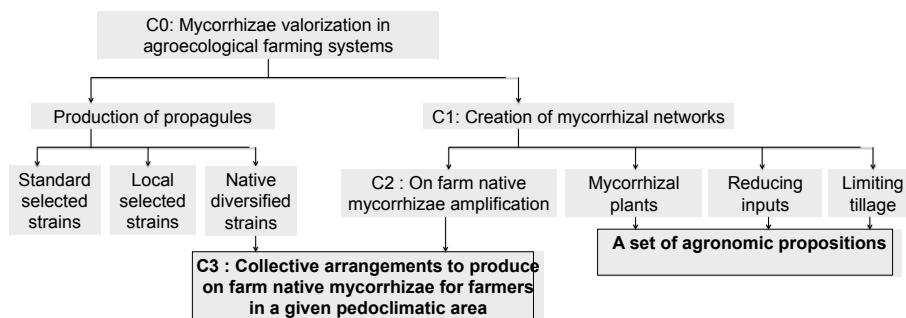 C0: Mycorrhizae valorization in
agroecological farming systems
Production of propagules
C1: Creation of mycorrhizal networks
Standard
selected
strains
Local
selected
strains
Native
diversified
strains
C2 : On farm native
mycorrhizae amplification
Mycorrhizal
plants
Reducing
inputs
Limiting
tillage
C3 : Collective arrangements to produce
on farm native mycorrhizae for farmers
in a given pedoclimatic area
A set of agronomic propositions